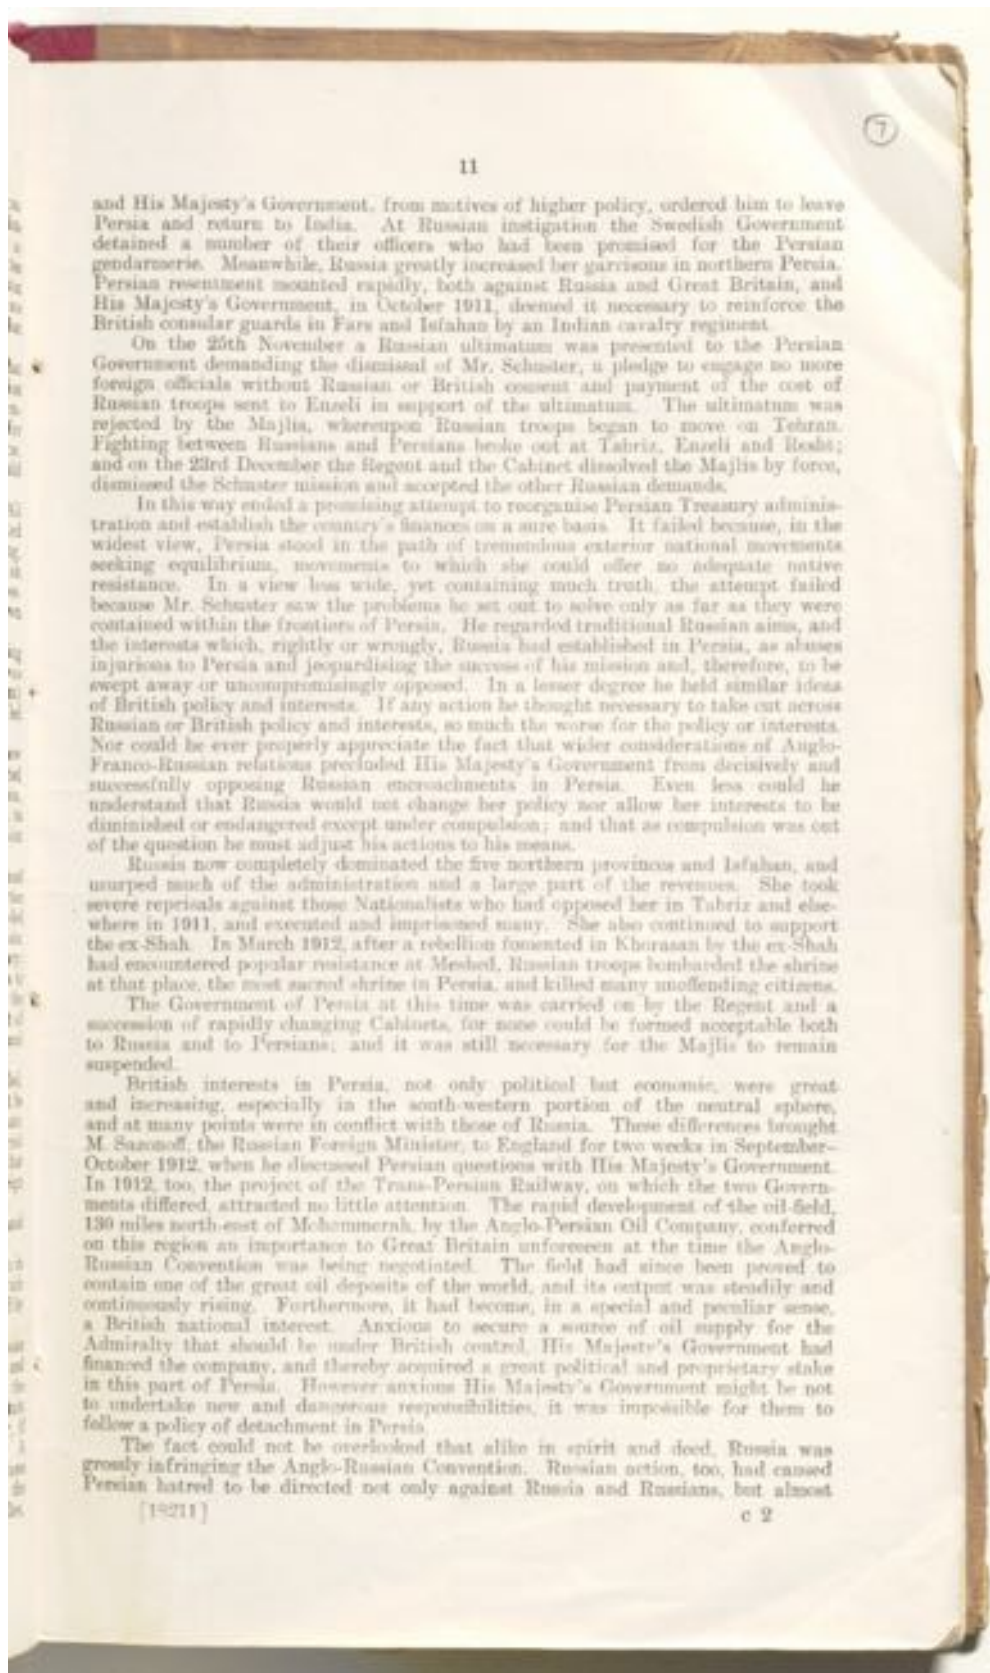 7
11
and His Majesty's Government, from motives of higher policy, ordered him to leave
Persia and return to India. At Russian instigation the Swedish Government
detained a number of their officers who had been promised for the Persian
gendarmerie. Meanwhile, Russia greatly increased her garrisons in northern Persia.
Persian resentment mounted rapidly, both against Russia and Great Britain, and
His Majesty's Government, in October 1911, deemed it necessary to reinforce the
British consular guards in Fars and Isfahan by an Indian cavalry regiment.
On the 25th November a Russian ultimatum was presented to the Persian
Government demanding the dismissal of Mr. Schuster, a pledge to engage no more
foreign officials without Russian or British consent and payment of the cost of
Russian troops sent to Enzeli in support of the ultimatum. The ultimatum was
rejected by the Majlis, whereupon Russian troops began to move on Tehran.
Fighting between Russians and Persians broke out at Tabriz, Enzeli and Resht;
and on the 23rd December the Regent and the Cabinet dissolved the Majlis by force,
dismissed the Schuster mission and accepted the other Russian demands.
In this way ended a promising attempt to reorganise Persian Treasury adminis-
tration and establish the country's finances on a sure basis. It failed because, in the
widest view, Persia stood in the path of tremendous exterior national movements
seeking equilibrium, movements to which she could offer no adequate native
resistance. In a view less wide, yet containing much truth, the attempt failed
because Mr. Schuster saw the problems he set out to solve only as far as they were
contained within the frontiers of Persia. He regarded traditional Russian aims, and
the interests which, rightly or wrongly, Russia had established in Persia, as abuses
injurious to Persia and jeopardising the success of his mission and, therefore, to be
swept away or uncompromisingly opposed. In a lesser degree he held similar ideas
of British policy and interests. If any action he thought necessary to take cut across
Russian or British policy and interests, so much the worse for the policy or interests.
Nor could he ever properly appreciate the fact that wider considerations of Anglo-
Franco-Russian relations precluded His Majesty's Government from decisively and
successfully opposing Russian encroachments in Persia. Even less could he
understand that Russia would not change her policy nor allow her interests to be
diminished or endangered except under compulsion; and that as compulsion was out
of the question he must adjust his actions to his means.
Russia now completely dominated the five northern provinces and Isfahan, and
usurped much of the administration and a large part of the revenues. She took
severe reprisals against those Nationalists who had opposed her in Tabriz and else-
where in 1911, and executed and imprisoned many. She also continued to support
the ex-Shah. In March 1912, after a rebellion fomented in Khorasan by the ex-Shah
had encountered popular resistance at Meshed, Russian troops bombarded the shrine
at that place, the most sacred shrine in Persia, and killed many unoffending citizens.
The Government of Persia at this time was carried on by the Regent and a
succession of rapidly changing Cabinets, for none could be formed acceptable both
to Russia and to Persians; and it was still necessary for the Majlis to remain
suspended.
British interests in Persia, not only political but economic, were great
and increasing, especially in the south-western portion of the neutral sphere,
and at many points were in conflict with those of Russia. These differences brought
M. Sazonoff, the Russian Foreign Minister, to England for two weeks in September-
October 1912, when he discussed Persian questions with His Majesty's Government.
In 1912, too, the project of the Trans-Persian Railway, on which the two Govern-
ments differed, attracted no little attention. The rapid development of the oil-field,
130 miles north-east of Mohammerah, by the Anglo-Persian Oil Company, conferred
on this region an importance to Great Britain unforeseen at the time the Anglo-
Russian Convention was being negotiated. The field had since been proved to
contain one of the great oil deposits of the world, and its output was steadily and
continuously rising. Furthermore, it had become, in a special and peculiar sense,
a British national interest. Anxious to secure a source of oil supply for the
Admiralty that should be under British control, His Majesty's Government had
financed the company, and thereby acquired a great political and proprietary stake
in this part of Persia. However anxious His Majesty's Government might be not
to undertake new and dangerous responsibilities, it was impossible for them to
follow a policy of detachment in Persia.
The fact could not be overlooked that alike in spirit and deed, Russia was
grossly infringing the Anglo-Russian Convention. Russian action, too, had caused
Persian hatred to be directed not only against Russia and Russians, but almost
[19211] c 2